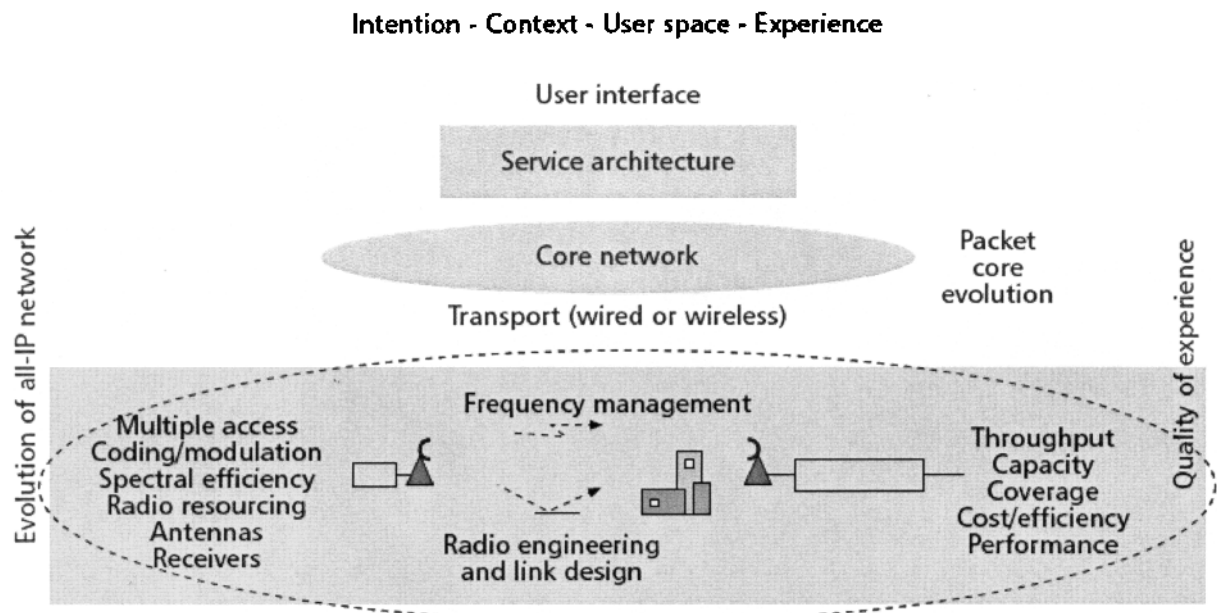 Intention - Context - User space - Experience
User interface
Service architecture
Core network
Packet
core
evolution
Transport (wired or wireless)
Evolution of all-IP network
Quality of experience
Frequency management
Multiple access
Coding/modulation
Spectral efficiency
Radio resourcing
Antennas
Receivers
Radio engineering
and link design
Throughput
Capacity
Coverage
Cost/efficiency
Performance